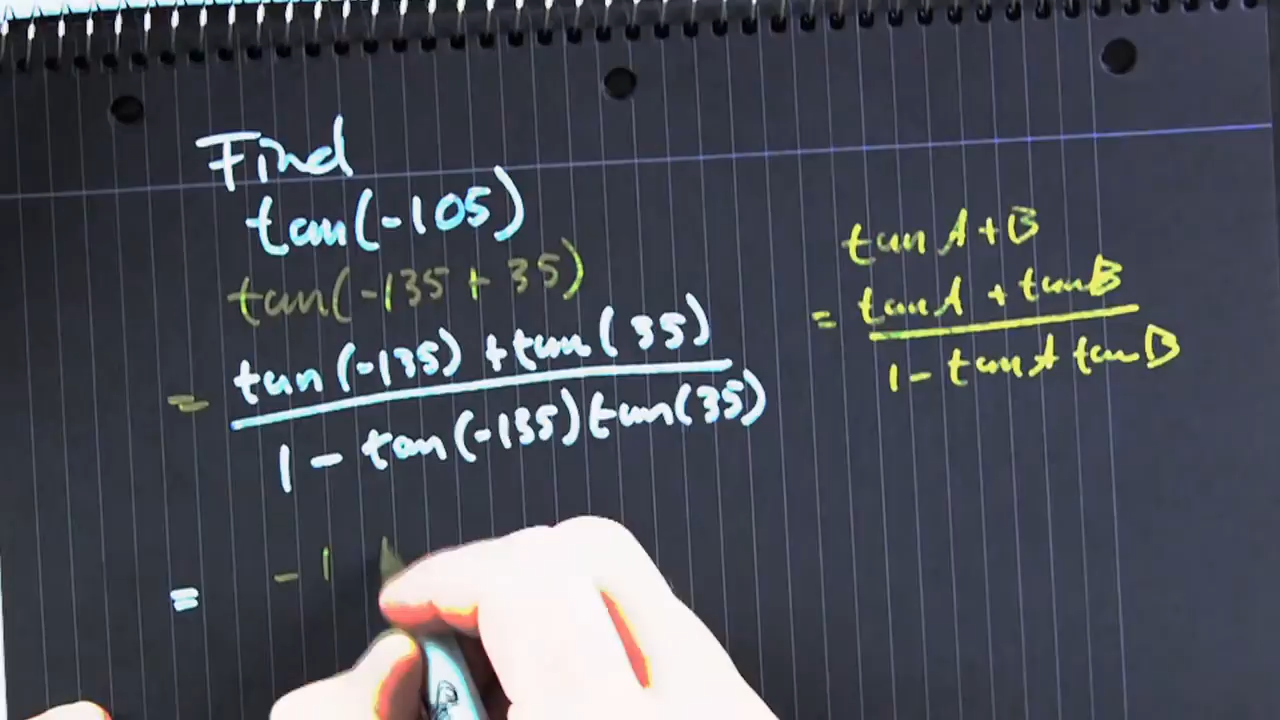 Find
tan(-105)
tan(-135 + 35)
= tan(-135) + tan(35)
1 - tan(-135) tan(35)
= -1
tan A + B
= tan A + tan B
1 - tan A tan B